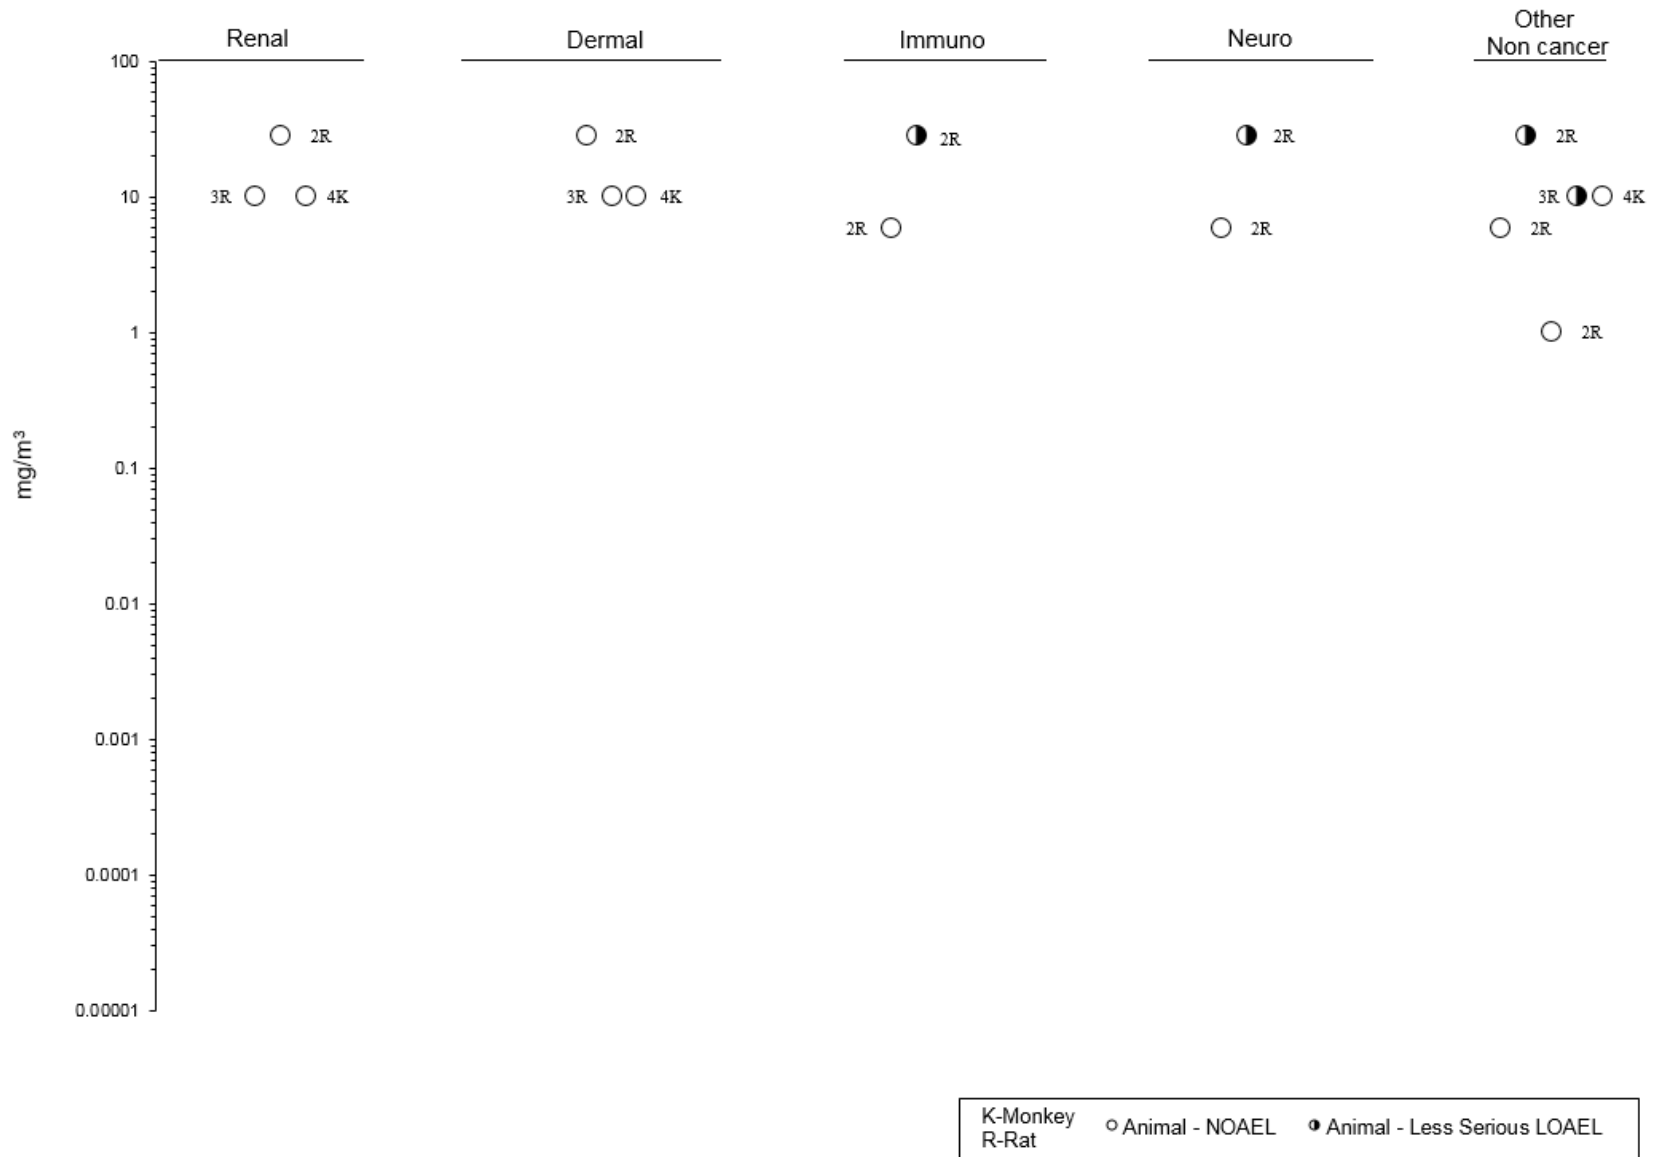 Renal
Dermal
Immuno
Neuro
Other
Non cancer
100
2R
2R
2R
2R
2R
10
3R
4K
3R
4K
3R
4K
2R
2R
2R
1
2R
mg/m³
0.1
0.01
0.001
0.0001
0.00001
K-Monkey
R-Rat
Animal - NOAEL
Animal - Less Serious LOAEL